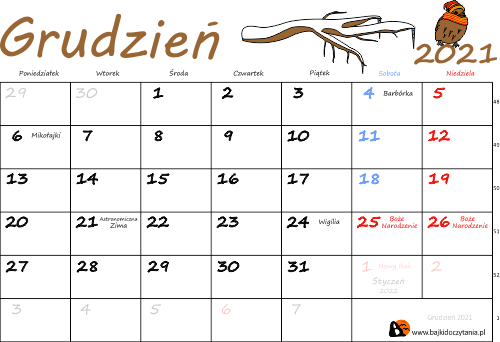 Grudzień
2021
Poniedziałek Wtorek Środa Czwartek Piątek Sobota Niedziela
29 30 1 2 3 4 Barbórka 5 48
6 Mikołajki 7 8 9 10 11 12 49
13 14 15 16 17 18 19 50
20 21 Astronomiczna Zima 22 23 24 Wigilia 25 Boże Narodzenie 26 Boże Narodzenie 51
27 28 29 30 31 1 Nowy Rok 2 52
Styczeń
2022
3 4 5 6 7 1
Grudzień 2021
www.bajkidoczytania.pl